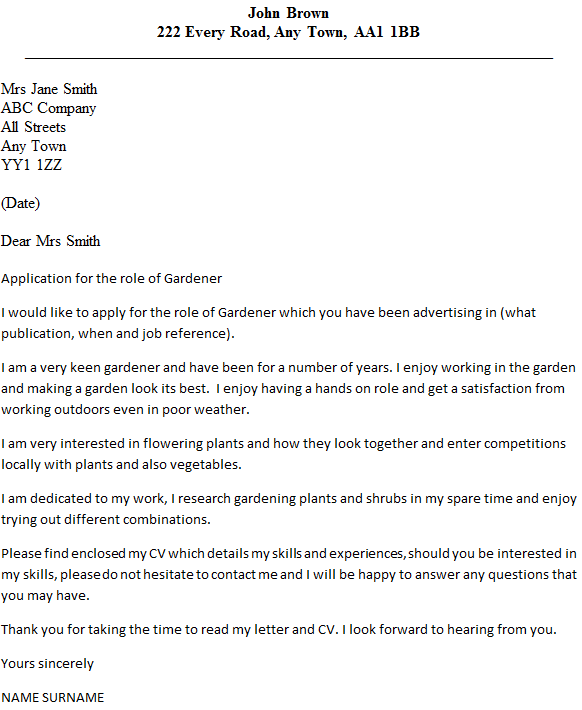 John Brown
222 Every Road, Any Town, AA1 1BB
Mrs Jane Smith
ABC Company
All Streets
Any Town
YY1 1ZZ
(Date)
Dear Mrs Smith
Application for the role of Gardener
I would like to apply for the role of Gardener which you have been advertising in (what
publication, when and job reference).
I am a very keen gardener and have been for a number of years. I enjoy working in the garden
and making a garden look its best.  I enjoy having a hands on role and get a satisfaction from
working outdoors even in poor weather.
I am very interested in flowering plants and how they look together and enter competitions
locally with plants and also vegetables.
I am dedicated to my work, I research gardening plants and shrubs in my spare time and enjoy
trying out different combinations.
Please find enclosed my CV which details my skills and experiences, should you be interested in
my skills, please do not hesitate to contact me and I will be happy to answer any questions that
you may have.
Thank you for taking the time to read my letter and CV. I look forward to hearing from you.
Yours sincerely
NAME SURNAME